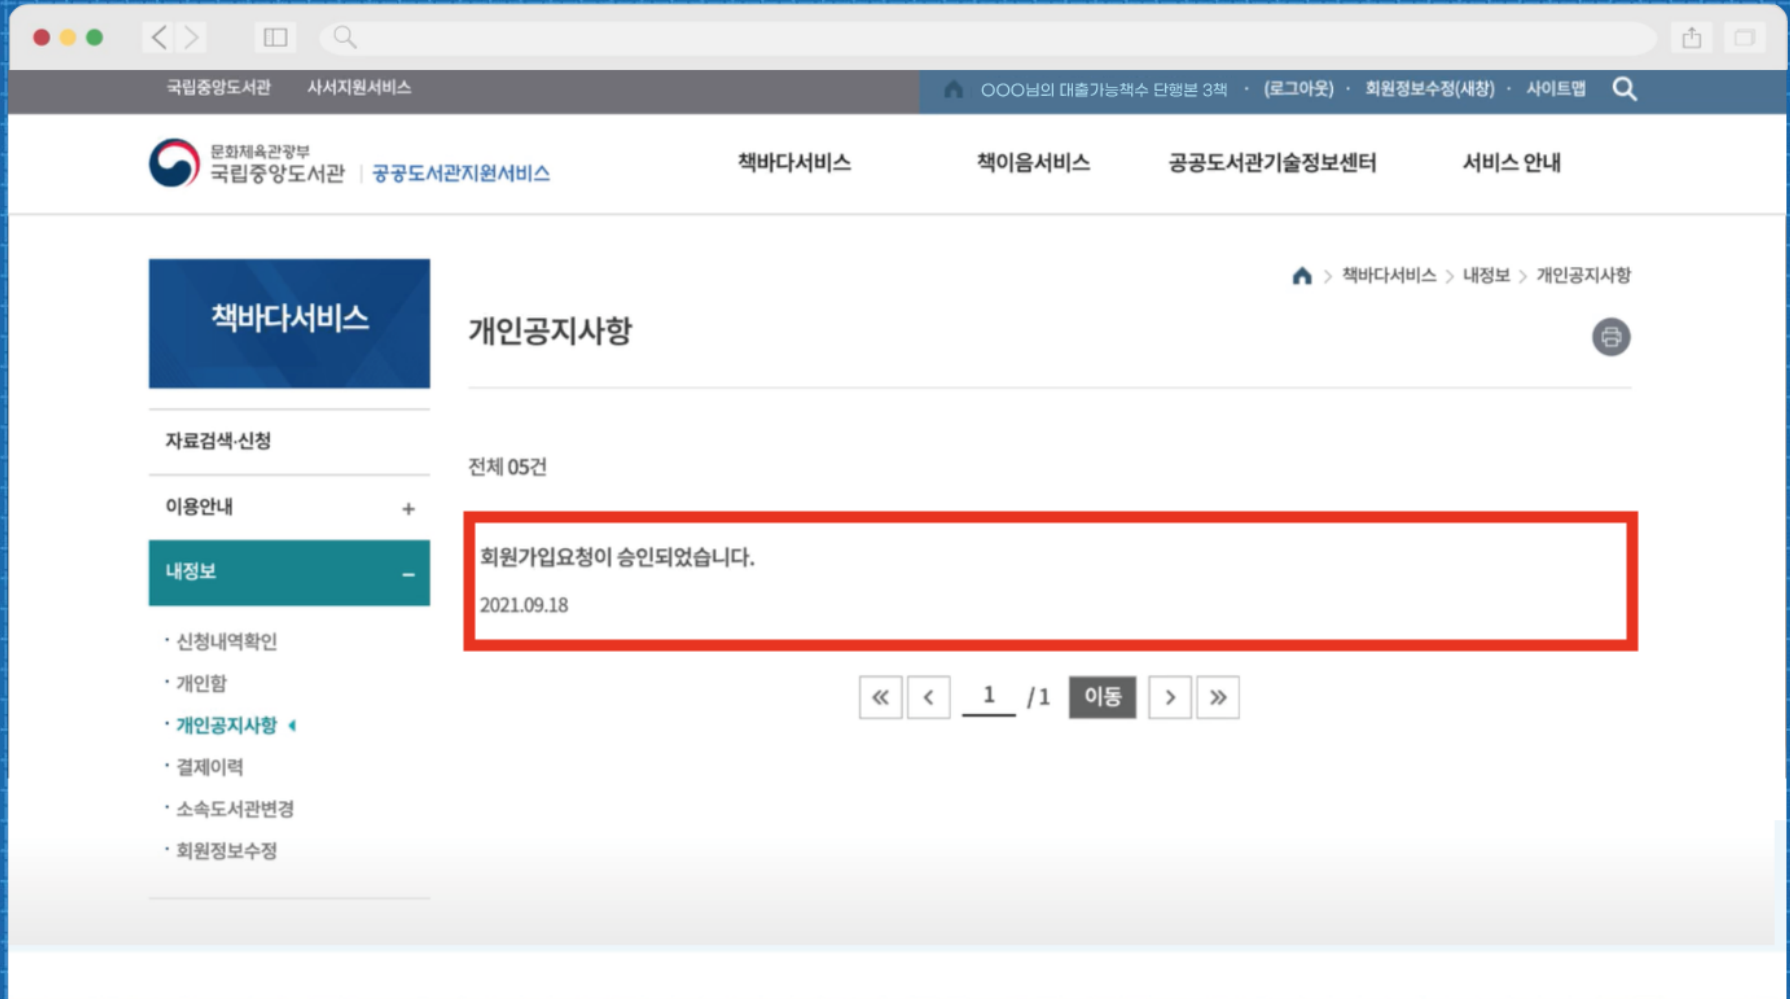 국립중앙도서관 사서지원서비스 OOO님의 대출가능책수 단행본 3책 · (로그아웃) · 회원정보수정(새창) · 사이트맵
문화체육관광부
국립중앙도서관 | 공공도서관지원서비스
책바다서비스 책이음서비스 공공도서관기술정보센터 서비스 안내
> 책바다서비스 > 내정보 > 개인공지사항
책바다서비스
개인공지사항
자료검색·신청
이용안내 +
내정보 –
· 신청내역확인
· 개인함
· 개인공지사항
· 결제이력
· 소속도서관변경
· 회원정보수정
전체 05건
회원가입요청이 승인되었습니다.
2021.09.18
« < 1 /1 이동 > »